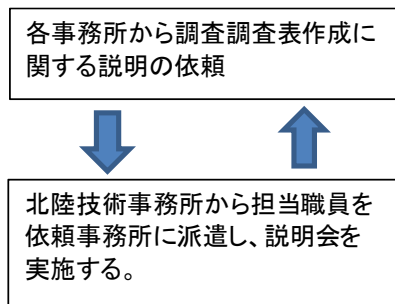 各事務所から調査調査表作成に
関する説明の依頼
北陸技術事務所から担当職員を
依頼事務所に派遣し、説明会を
実施する。